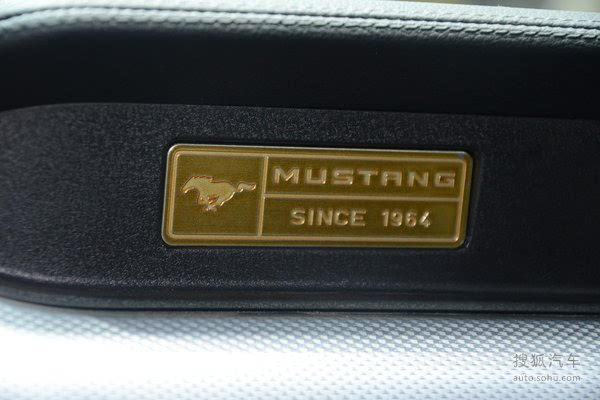 MUSTANG
SINCE 1964
搜狐汽车
auto.sohu.com